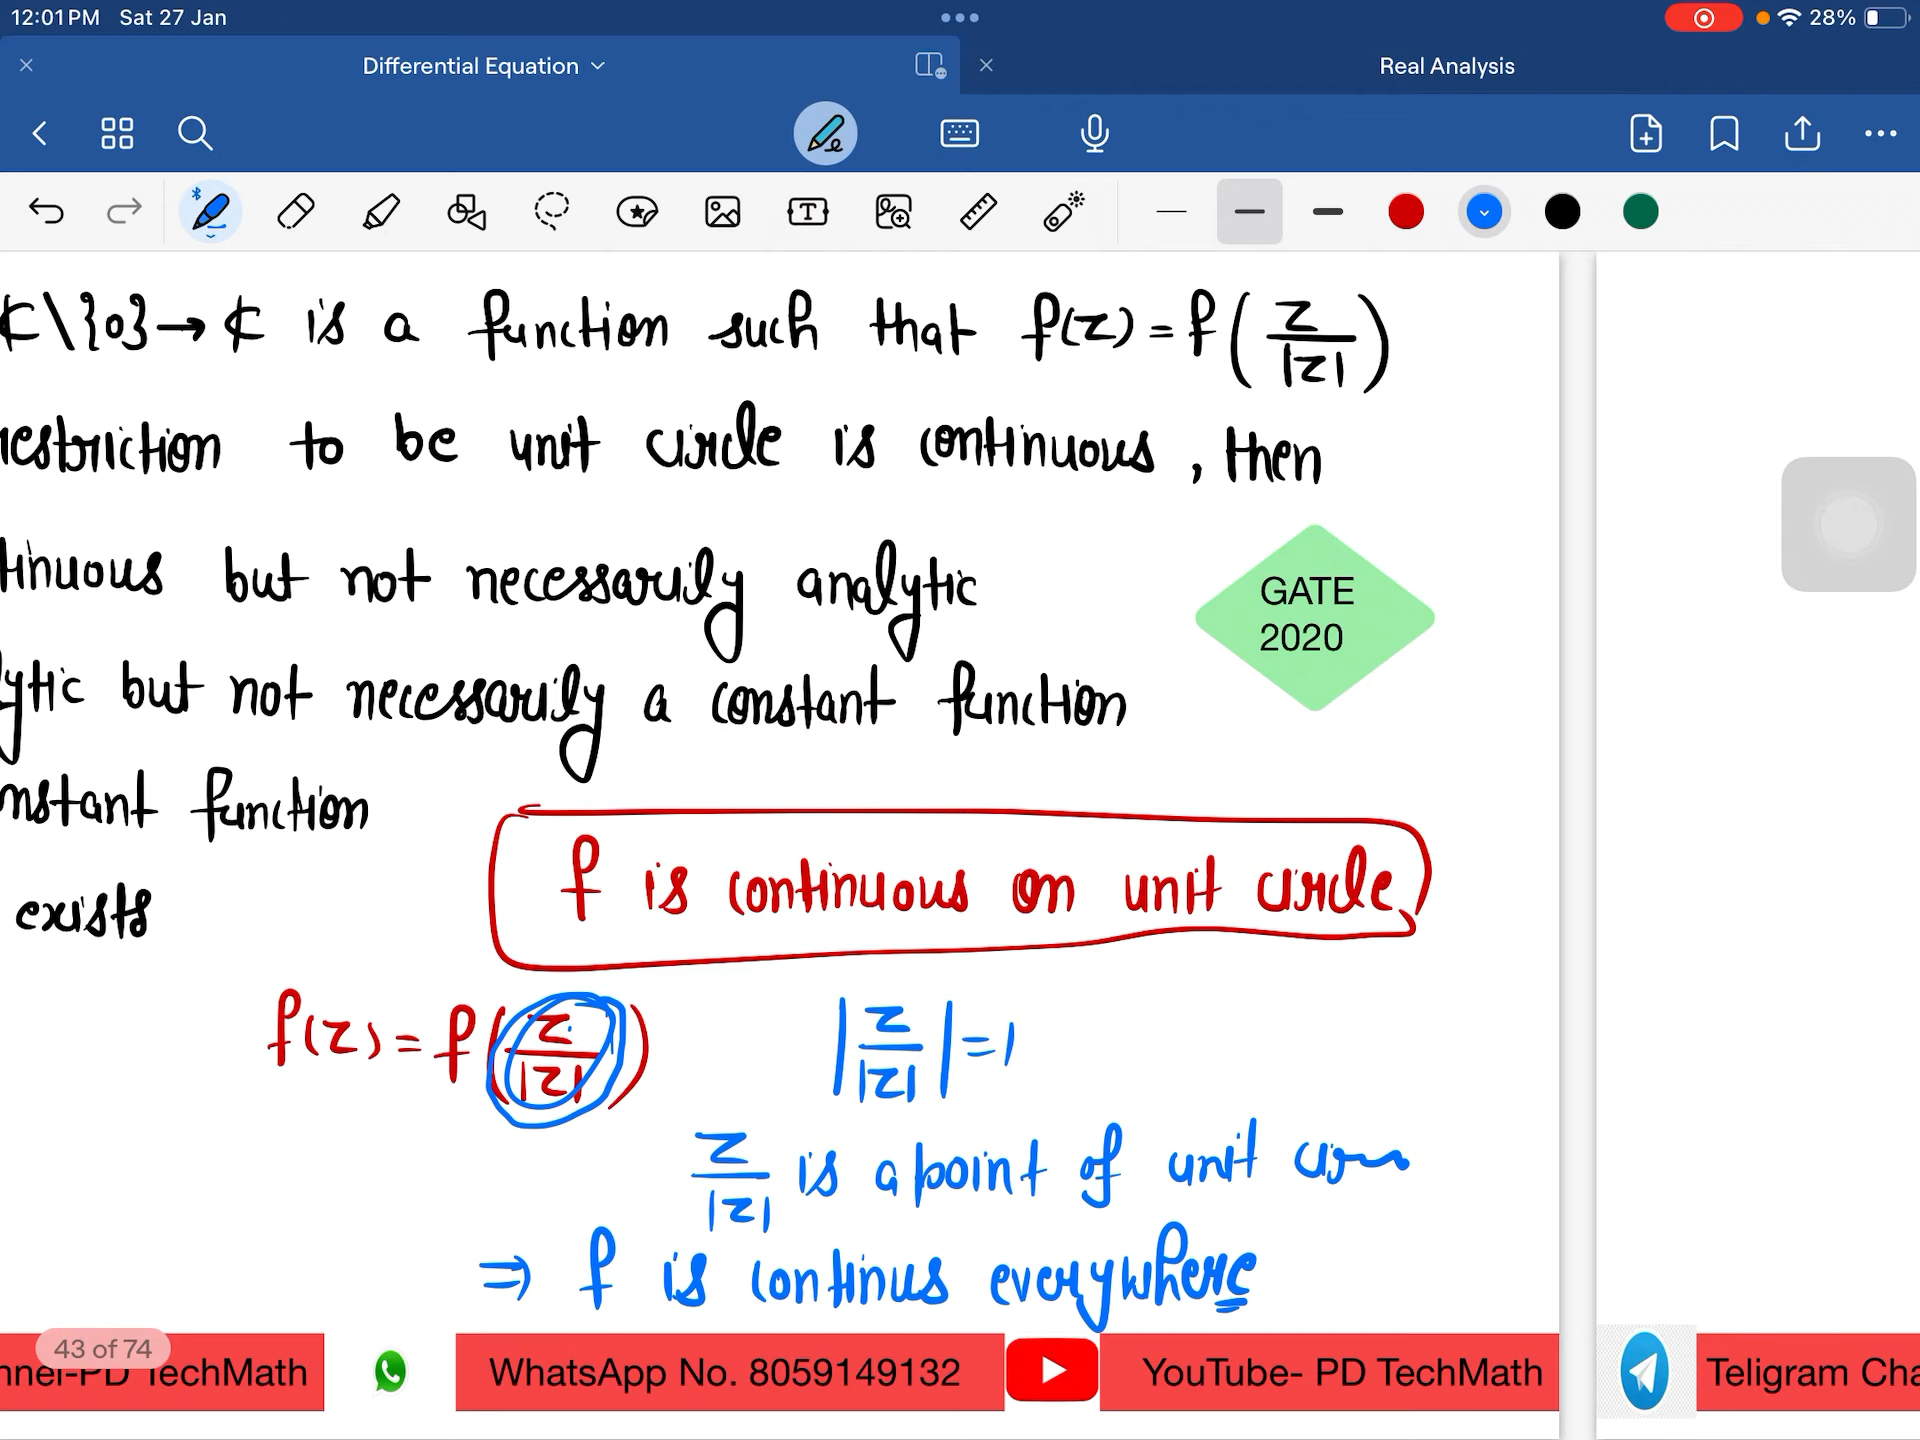 12:01 PM Sat 27 Jan
28%
Differential Equation
Real Analysis
ℂ\{0}→ℂ is a function such that f(z) = f(z/|z|)
restriction to be unit circle is continuous, then
tinuous but not necessarily analytic
ytic but not necessarily a constant function
nstant function
exists
GATE
2020
f is continuous on unit circle
f(z) = f(z/|z|)
|z/|z|| = 1
z/|z| is a point of unit
⇒ f is continus everywhere
43 of 74
nnel-PD TechMath
WhatsApp No. 8059149132
YouTube- PD TechMath
Teligram Cha